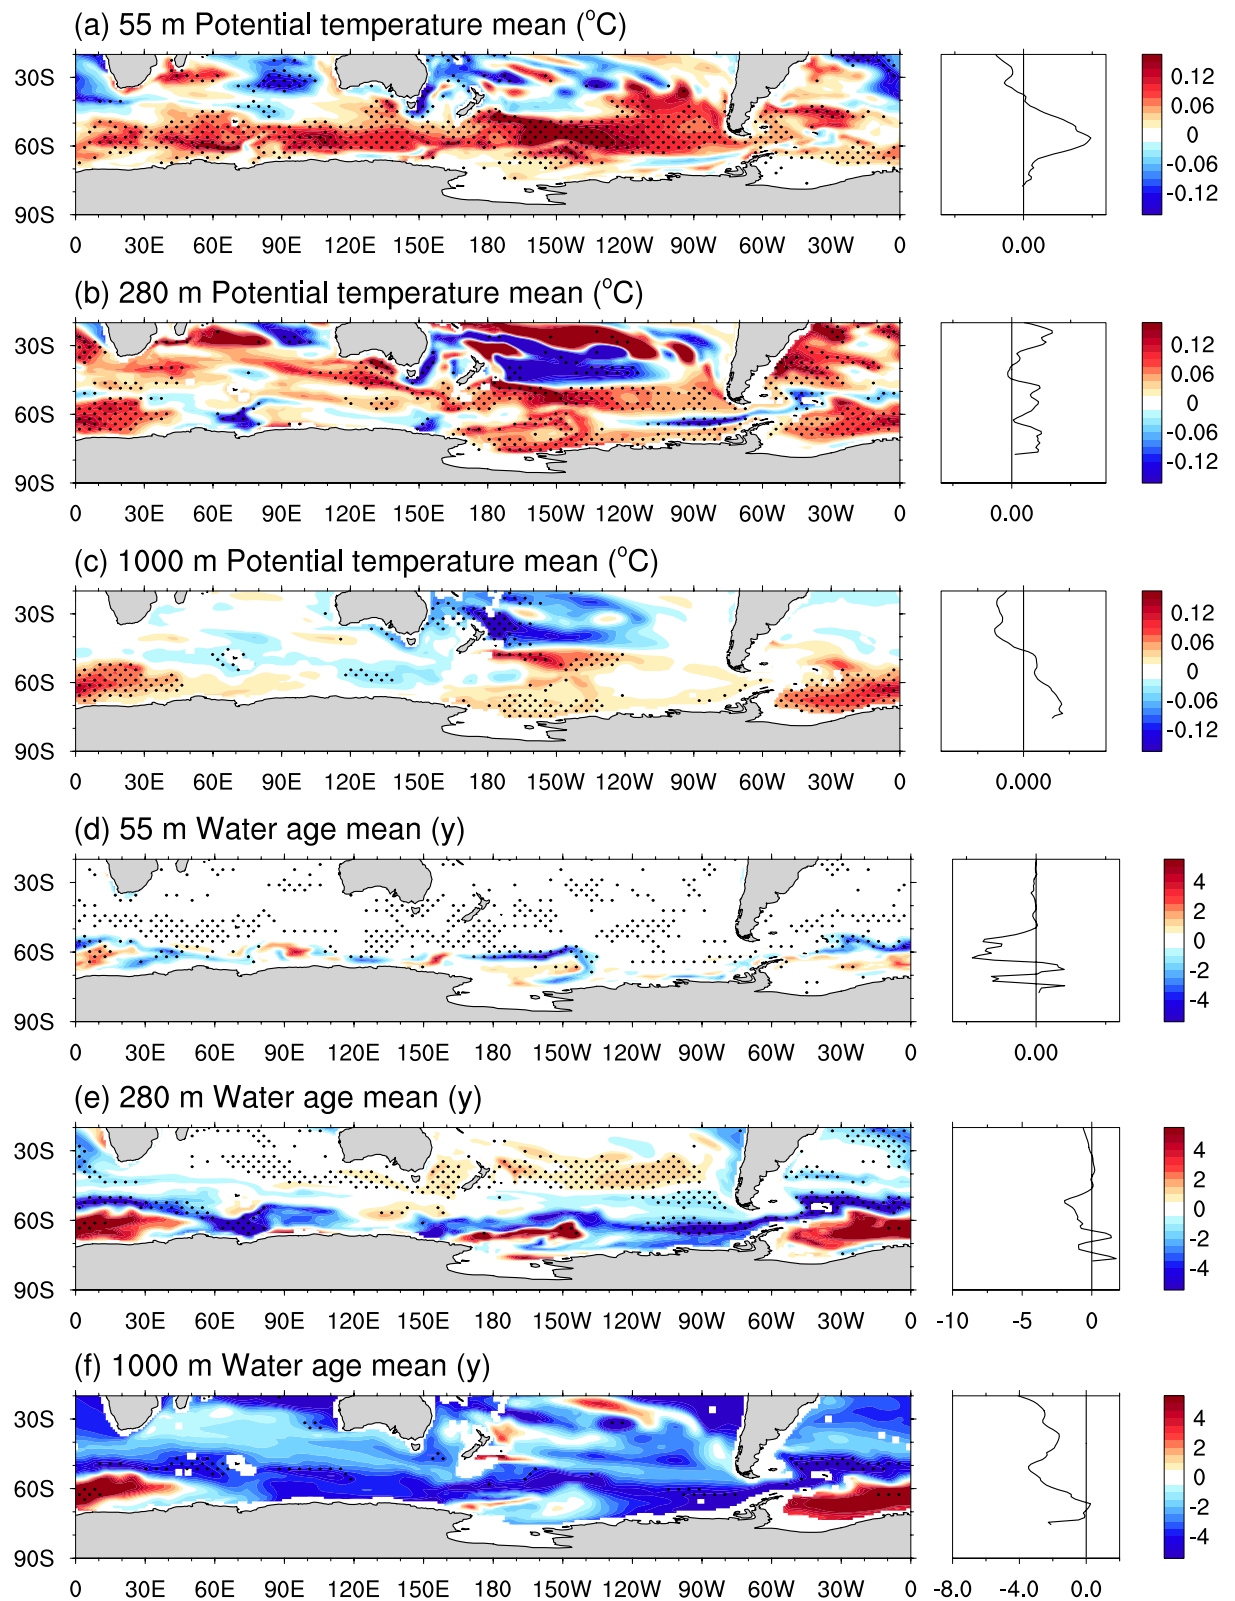 (a) 55 m Potential temperature mean (°C)
30S
60S
90S
0 30E 60E 90E 120E 150E 180 150W 120W 90W 60W 30W 0
0.00
0.12
0.06
0
-0.06
-0.12
(b) 280 m Potential temperature mean (°C)
30S
60S
90S
0 30E 60E 90E 120E 150E 180 150W 120W 90W 60W 30W 0
0.00
0.12
0.06
0
-0.06
-0.12
(c) 1000 m Potential temperature mean (°C)
30S
60S
90S
0 30E 60E 90E 120E 150E 180 150W 120W 90W 60W 30W 0
0.000
0.12
0.06
0
-0.06
-0.12
(d) 55 m Water age mean (y)
30S
60S
90S
0 30E 60E 90E 120E 150E 180 150W 120W 90W 60W 30W 0
0.00
4
2
0
-2
-4
(e) 280 m Water age mean (y)
30S
60S
90S
0 30E 60E 90E 120E 150E 180 150W 120W 90W 60W 30W 0
-10 -5 0
4
2
0
-2
-4
(f) 1000 m Water age mean (y)
30S
60S
90S
0 30E 60E 90E 120E 150E 180 150W 120W 90W 60W 30W 0
-8.0 -4.0 0.0
4
2
0
-2
-4